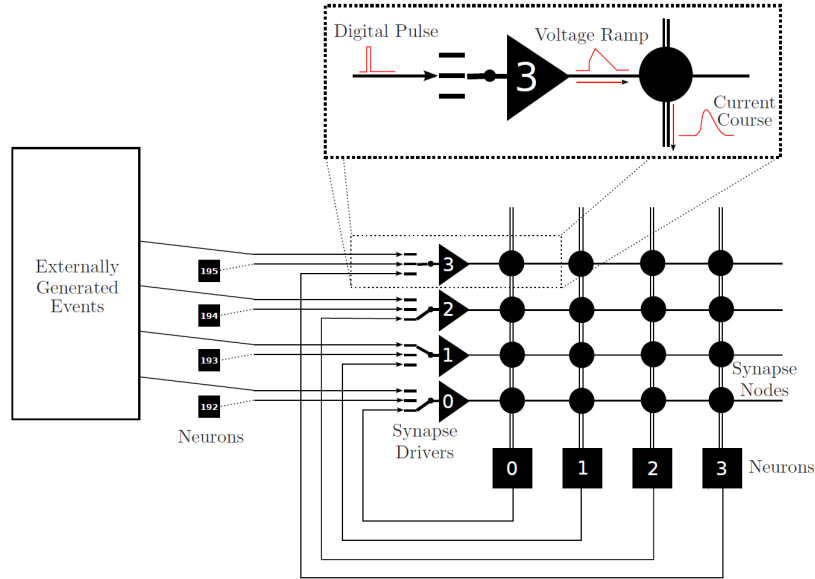 Digital Pulse
Voltage Ramp
3
Current
Course
Externally
Generated
Events
195
3
194
2
193
1
192
0
Synapse
Nodes
Neurons
Synapse
Drivers
0
1
2
3
Neurons